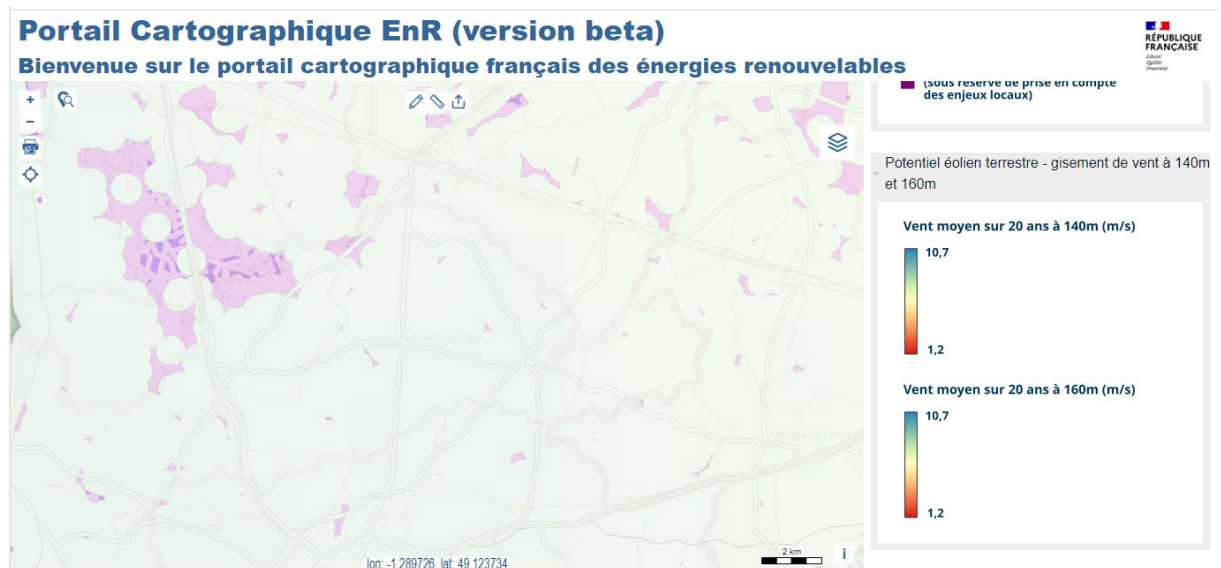 Portail Cartographique EnR (version beta)
Bienvenue sur le portail cartographique français des énergies renouvelables
RÉPUBLIQUE
FRANÇAISE
Liberté
Égalité
Fraternité
(sous réserve de prise en compte
des enjeux locaux)
Potentiel éolien terrestre - gisement de vent à 140m
et 160m
Vent moyen sur 20 ans à 140m (m/s)
10,7
1,2
Vent moyen sur 20 ans à 160m (m/s)
10,7
1,2
2 km
i
lon: -1.289726, lat: 49.123734